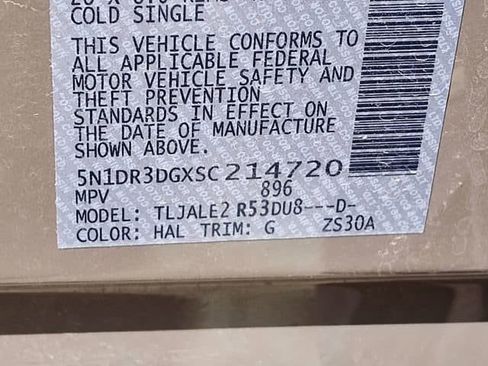 COLD SINGLE
THIS VEHICLE CONFORMS TO
ALL APPLICABLE FEDERAL
MOTOR VEHICLE SAFETY AND
THEFT PREVENTION
STANDARDS IN EFFECT ON
THE DATE OF MANUFACTURE
SHOWN ABOVE.
5N1DR3DGXSC214720
MPV 896
MODEL: TLJALE2 R53DU8---D-
COLOR: HAL TRIM: G ZS30A